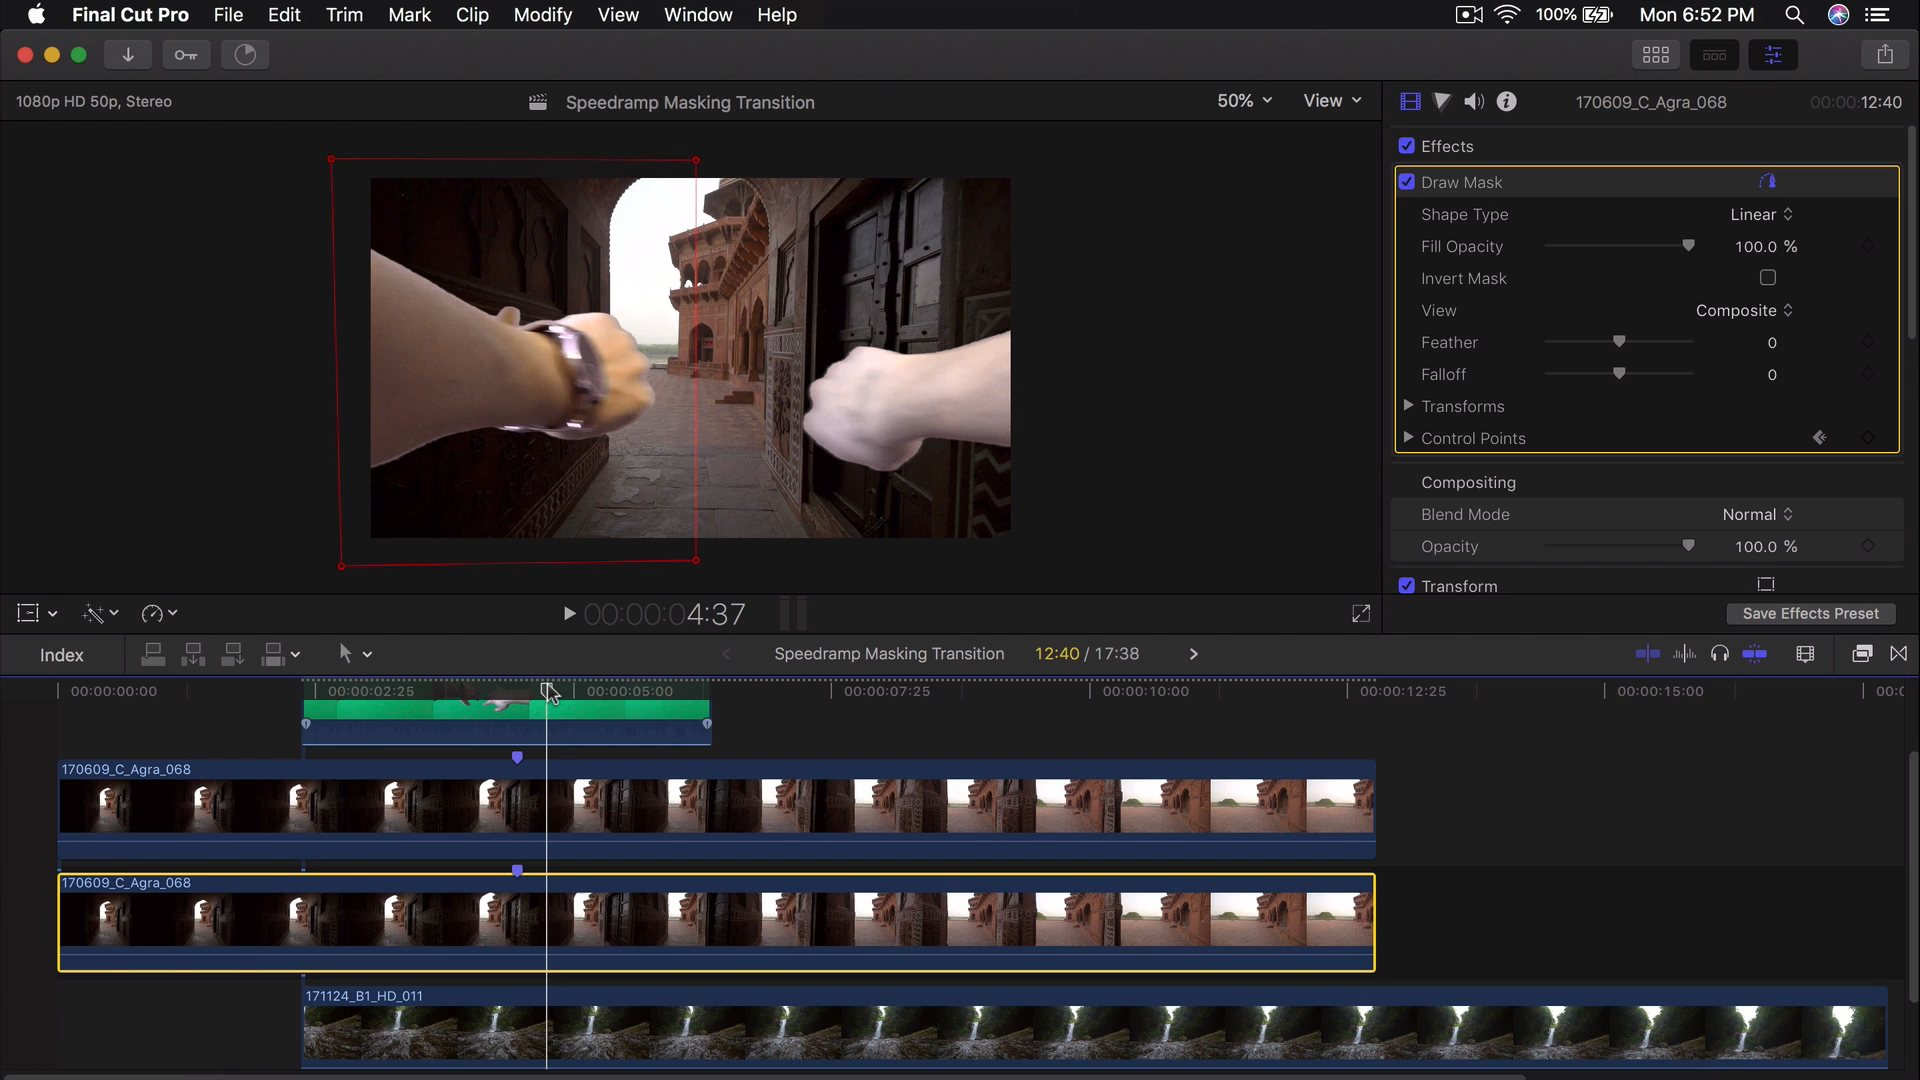 Final Cut Pro File Edit Trim Mark Clip Modify View Window Help 100% Mon 6:52 PM
1080p HD 50p, Stereo
Speedramp Masking Transition
50% View
170609_C_Agra_068 00:00:12:40
Effects
Draw Mask
Shape Type Linear
Fill Opacity 100.0 %
Invert Mask
View Composite
Feather 0
Falloff 0
Transforms
Control Points
Compositing
Blend Mode Normal
Opacity 100.0 %
Transform
00:00:04:37
Save Effects Preset
Index Speedramp Masking Transition 12:40 / 17:38
00:00:00:00 00:00:02:25 00:00:05:00 00:00:07:25 00:00:10:00 00:00:12:25 00:00:15:00
170609_C_Agra_068
170609_C_Agra_068
171124_B1_HD_011